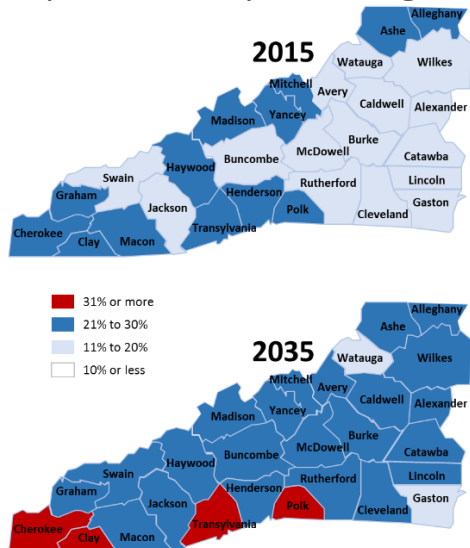 Alleghany
Ashe
2015
Watauga
Wilkes
Mitchell
Avery
Madison
Yancey
Caldwell
Alexander
Burke
McDowell
Haywood
Buncombe
Catawba
Swain
Lincoln
Graham
Henderson
Rutherford
Gaston
Jackson
Polk
Cleveland
Cherokee
Clay
Macon
Transylvania
31% or more
21% to 30%
11% to 20%
10% or less
Alleghany
Ashe
2035
Watauga
Wilkes
Mitchell
Avery
Madison
Yancey
Caldwell
Alexander
Burke
McDowell
Haywood
Buncombe
Catawba
Swain
Lincoln
Graham
Henderson
Rutherford
Gaston
Jackson
Polk
Cleveland
Cherokee
Transylvania
Clay
Macon